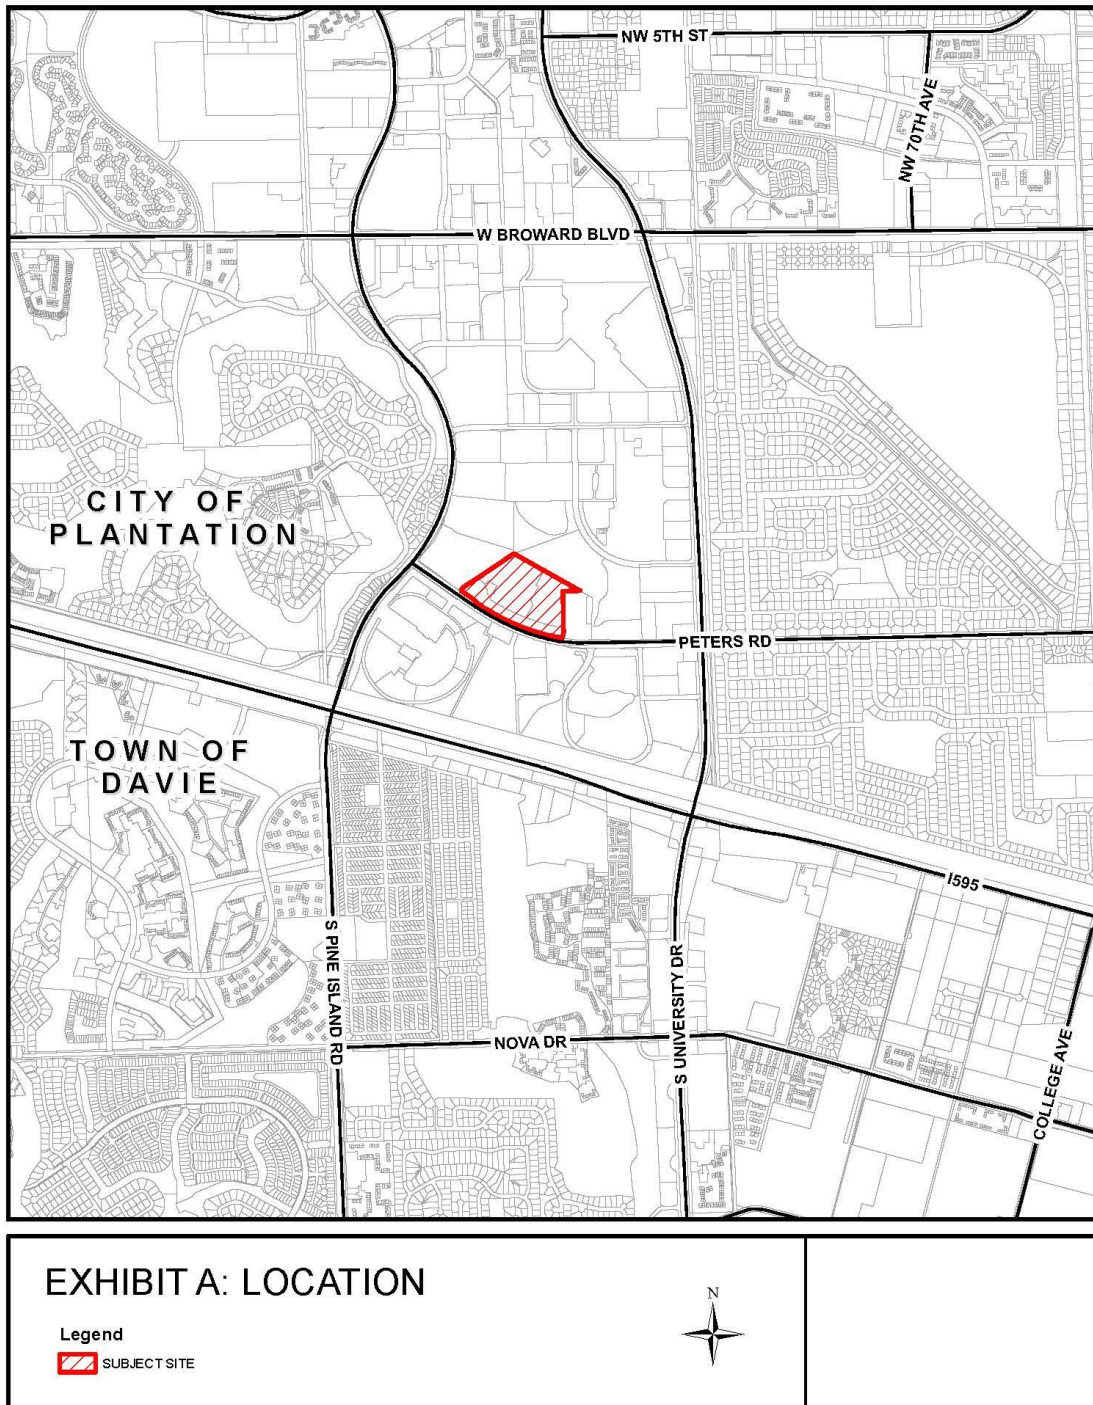 NW 5TH ST
NW 70TH AVE
W BROWARD BLVD
CITY OF
PLANTATION
PETERS RD
TOWN OF
DAVIE
I595
S PINE ISLAND RD
S UNIVERSITY DR
NOVA DR
COLLEGE AVE
EXHIBIT A: LOCATION
N
Legend
SUBJECT SITE